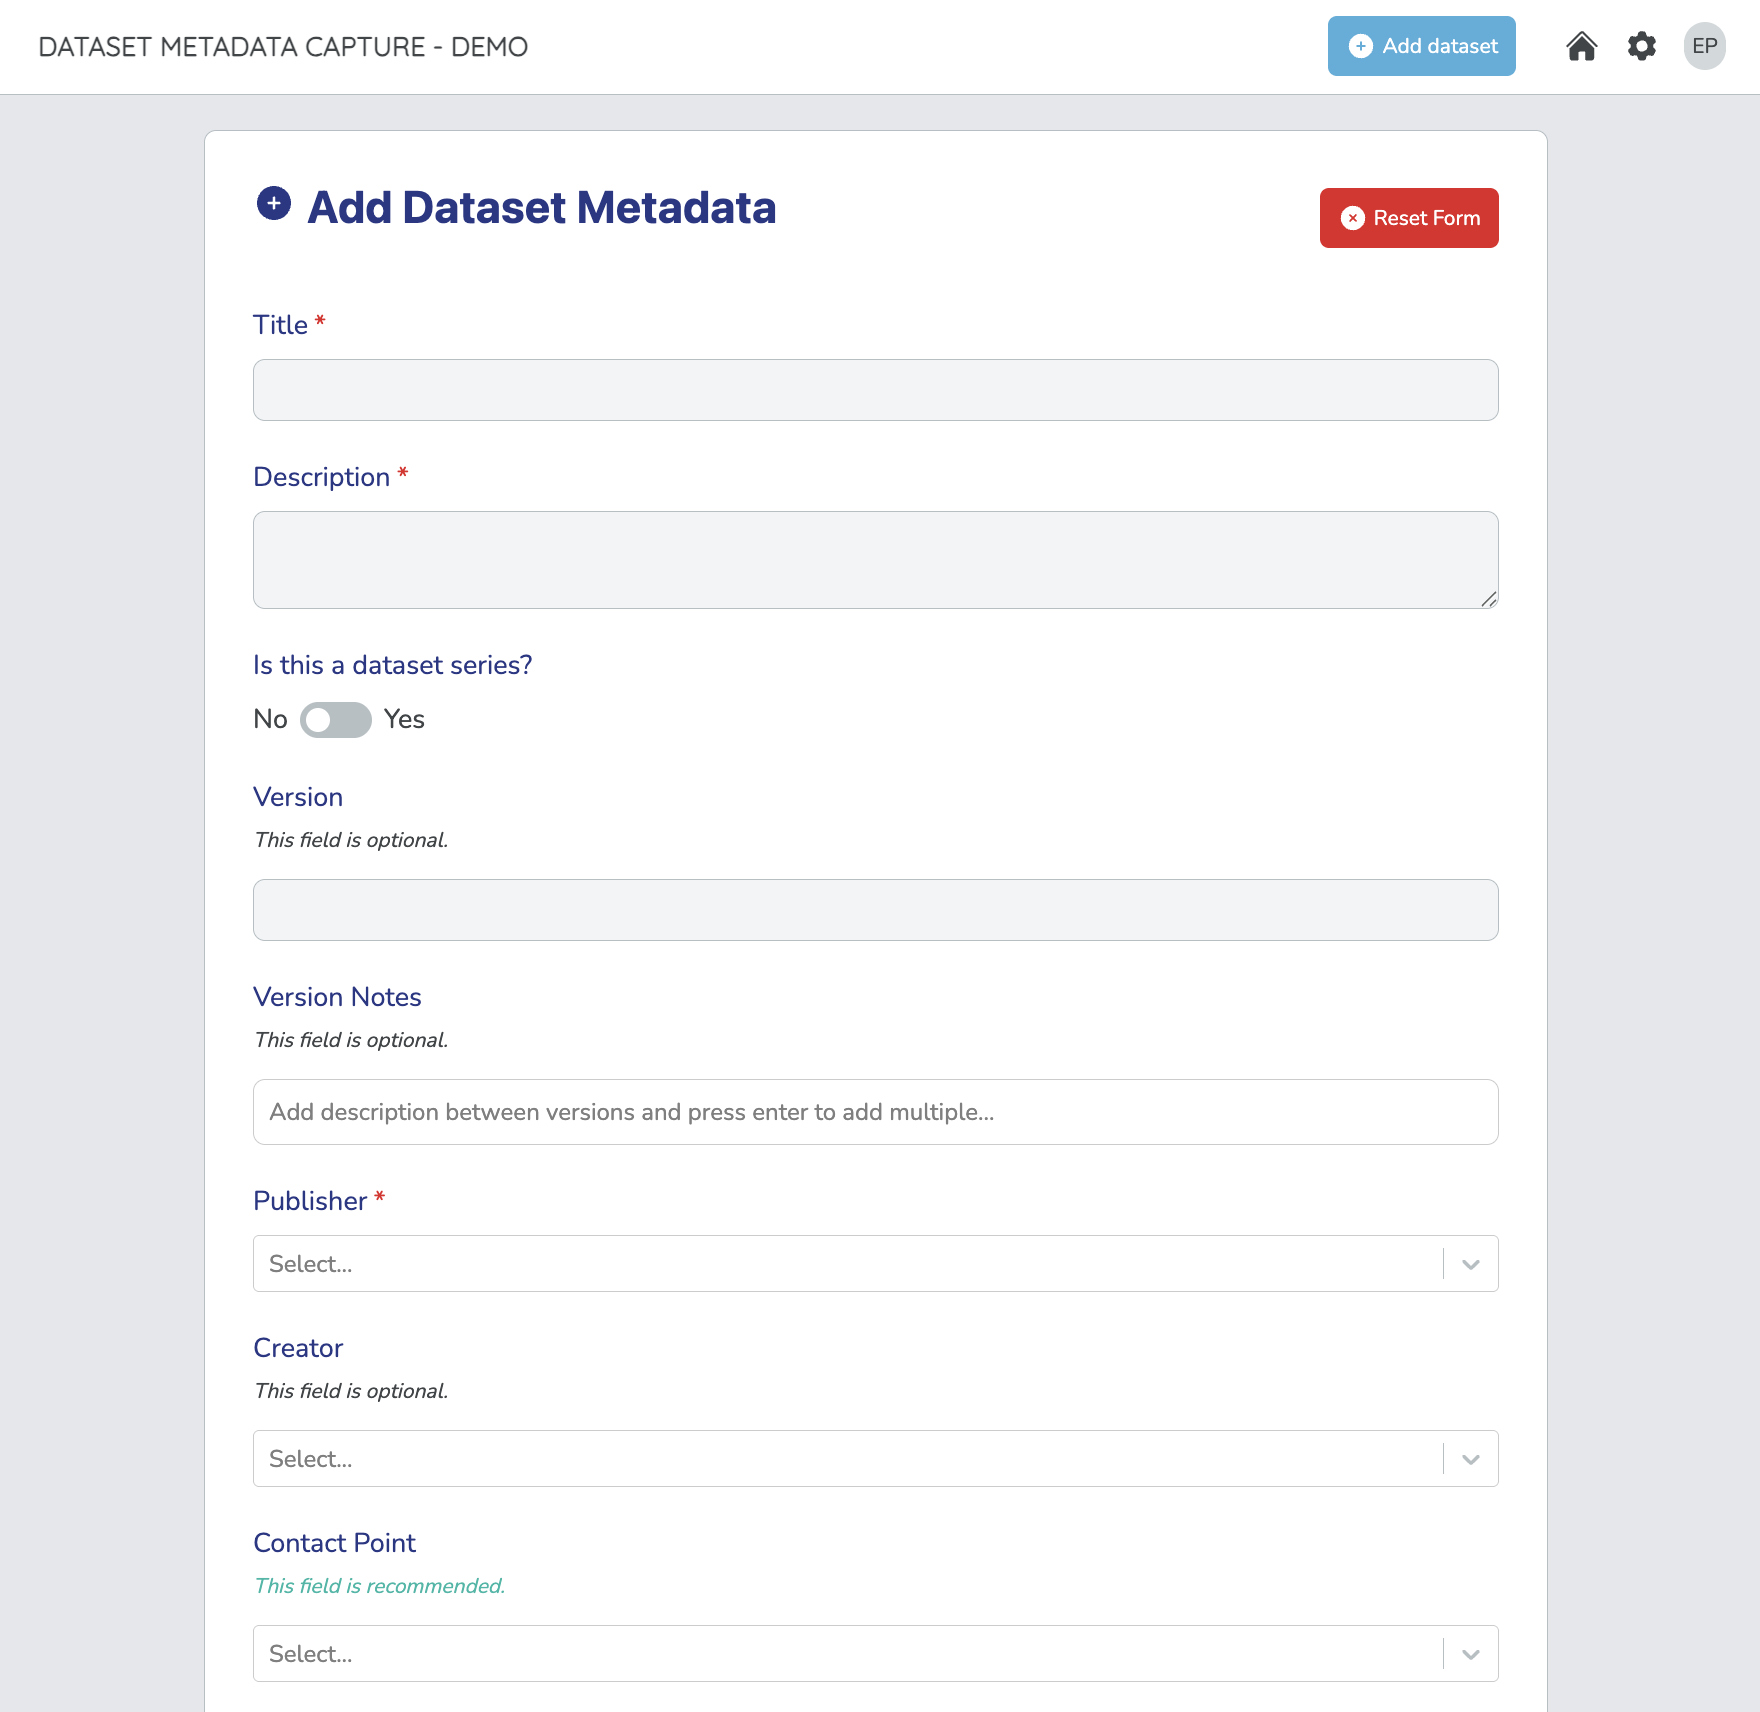 DATASET METADATA CAPTURE - DEMO
Add dataset
EP
Add Dataset Metadata
Reset Form
Title *
Description *
Is this a dataset series?
No Yes
Version
This field is optional.
Version Notes
This field is optional.
Add description between versions and press enter to add multiple...
Publisher *
Select...
Creator
This field is optional.
Select...
Contact Point
This field is recommended.
Select...